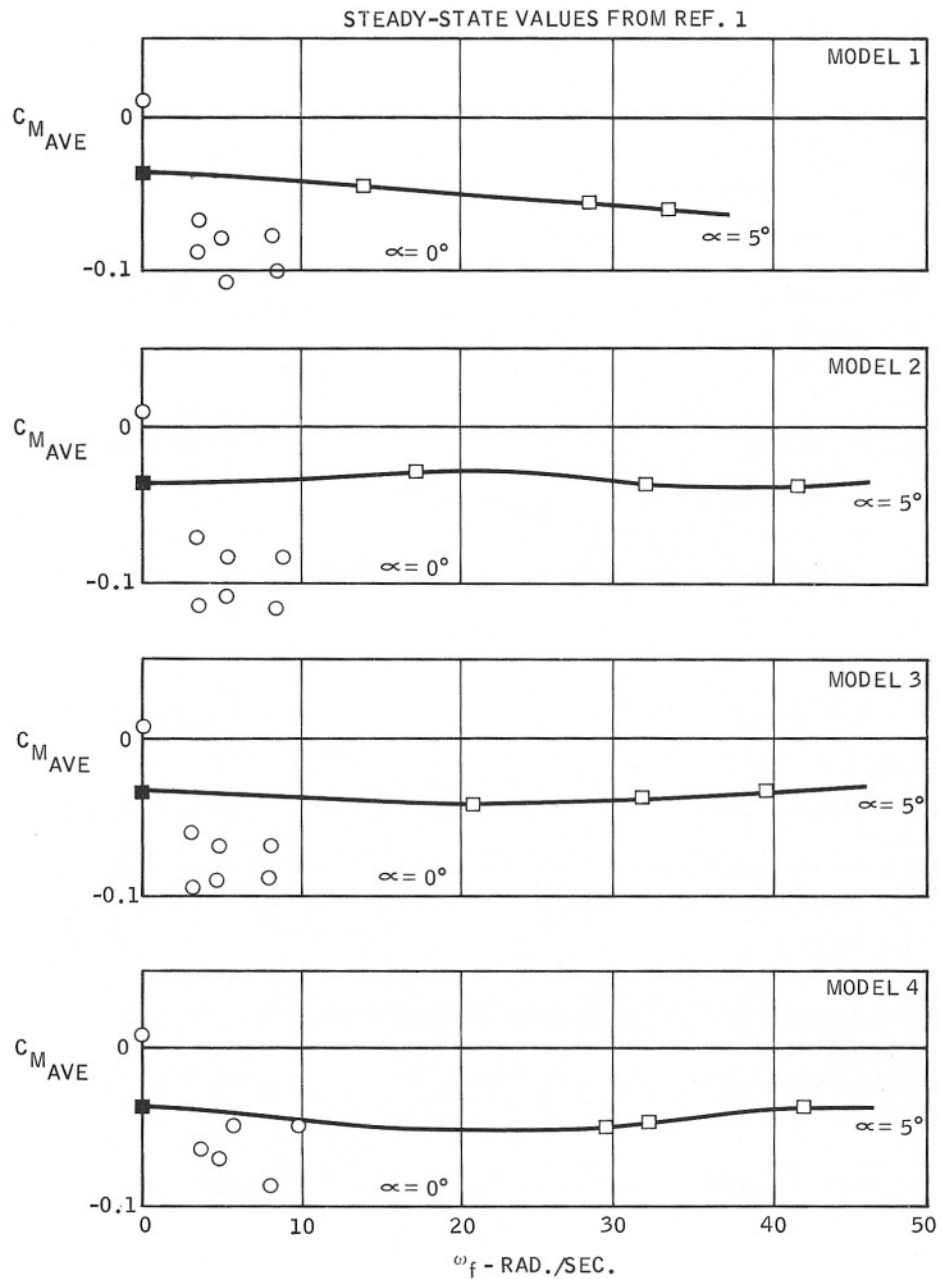 STEADY-STATE VALUES FROM REF. 1
MODEL 1
C_M_AVE
0
-0.1
∝= 0°
∝= 5°
MODEL 2
C_M_AVE
0
-0.1
∝= 0°
∝= 5°
MODEL 3
C_M_AVE
0
-0.1
∝= 0°
∝= 5°
MODEL 4
C_M_AVE
0
-0.1
∝= 0°
∝= 5°
0 10 20 30 40 50
ω_f - RAD./SEC.